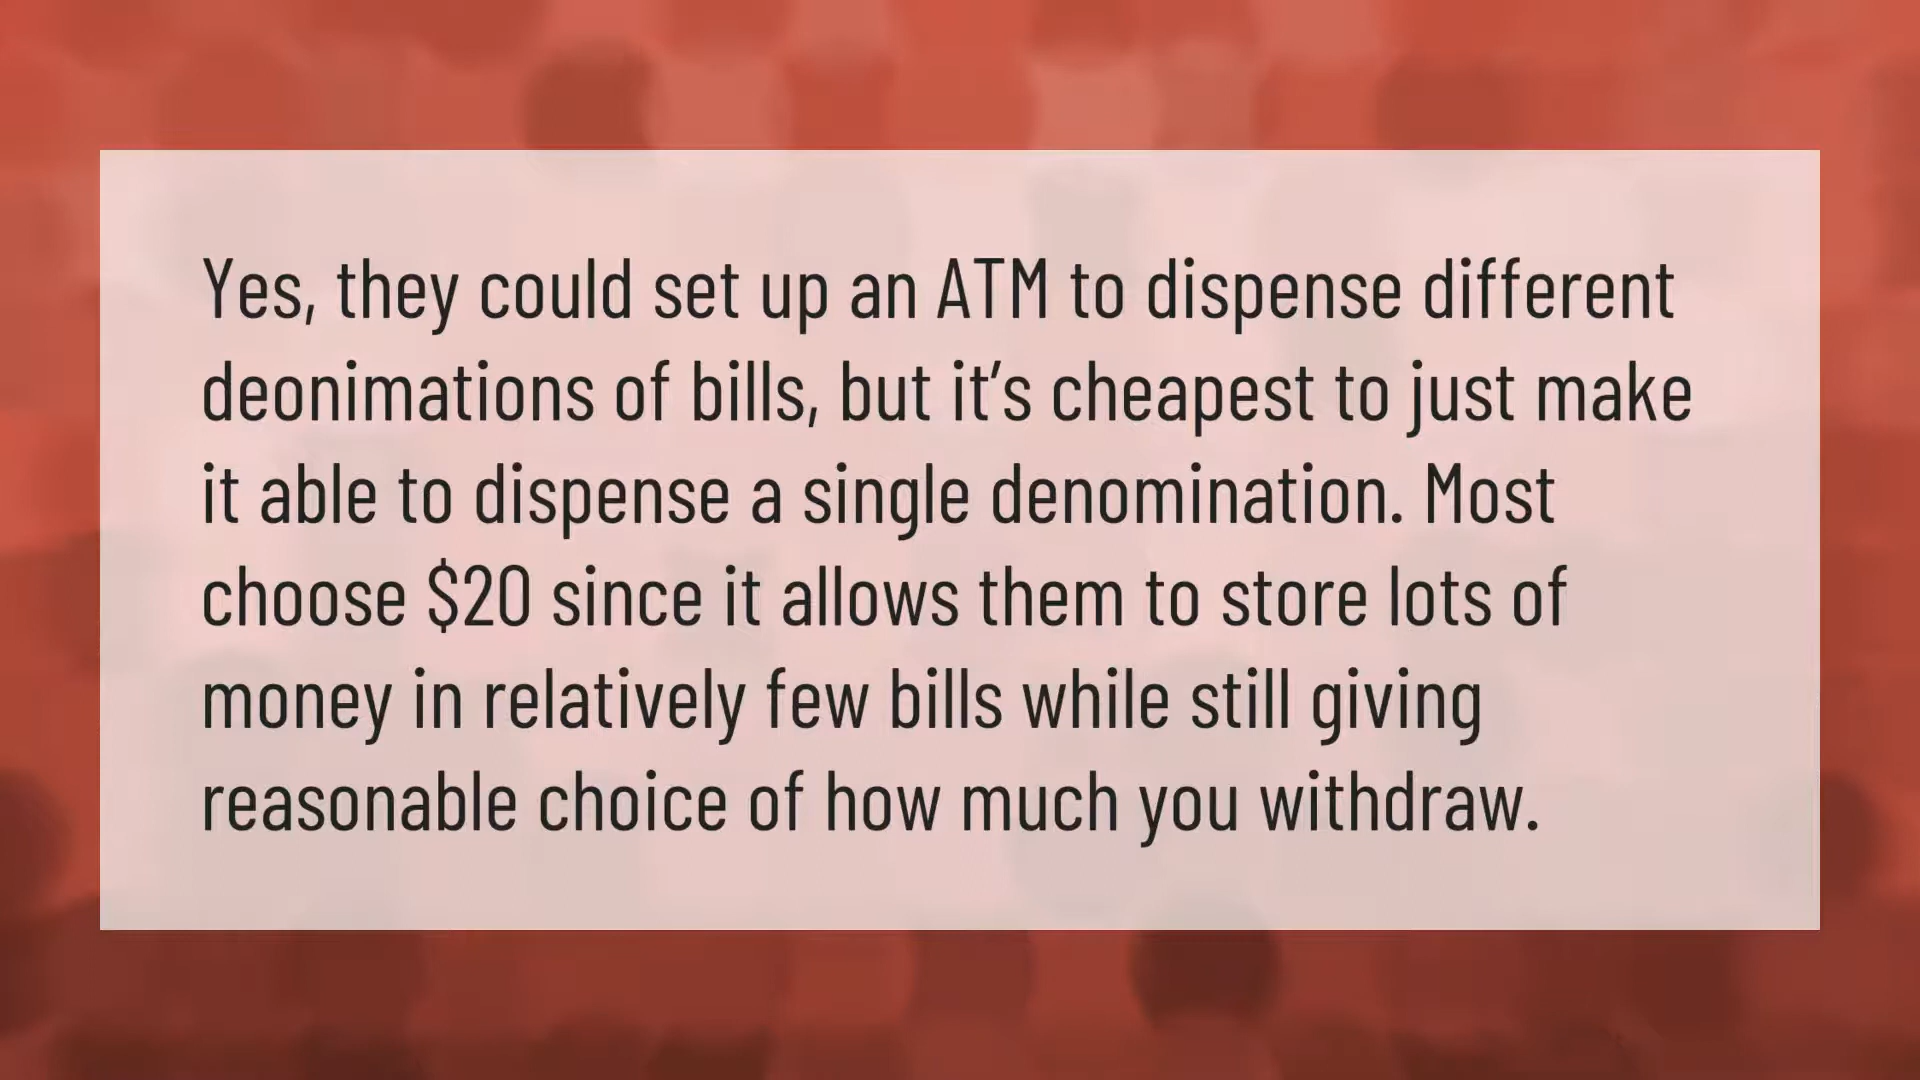 Yes, they could set up an ATM to dispense different
deonimations of bills, but it’s cheapest to just make
it able to dispense a single denomination. Most
choose $20 since it allows them to store lots of
money in relatively few bills while still giving
reasonable choice of how much you withdraw.